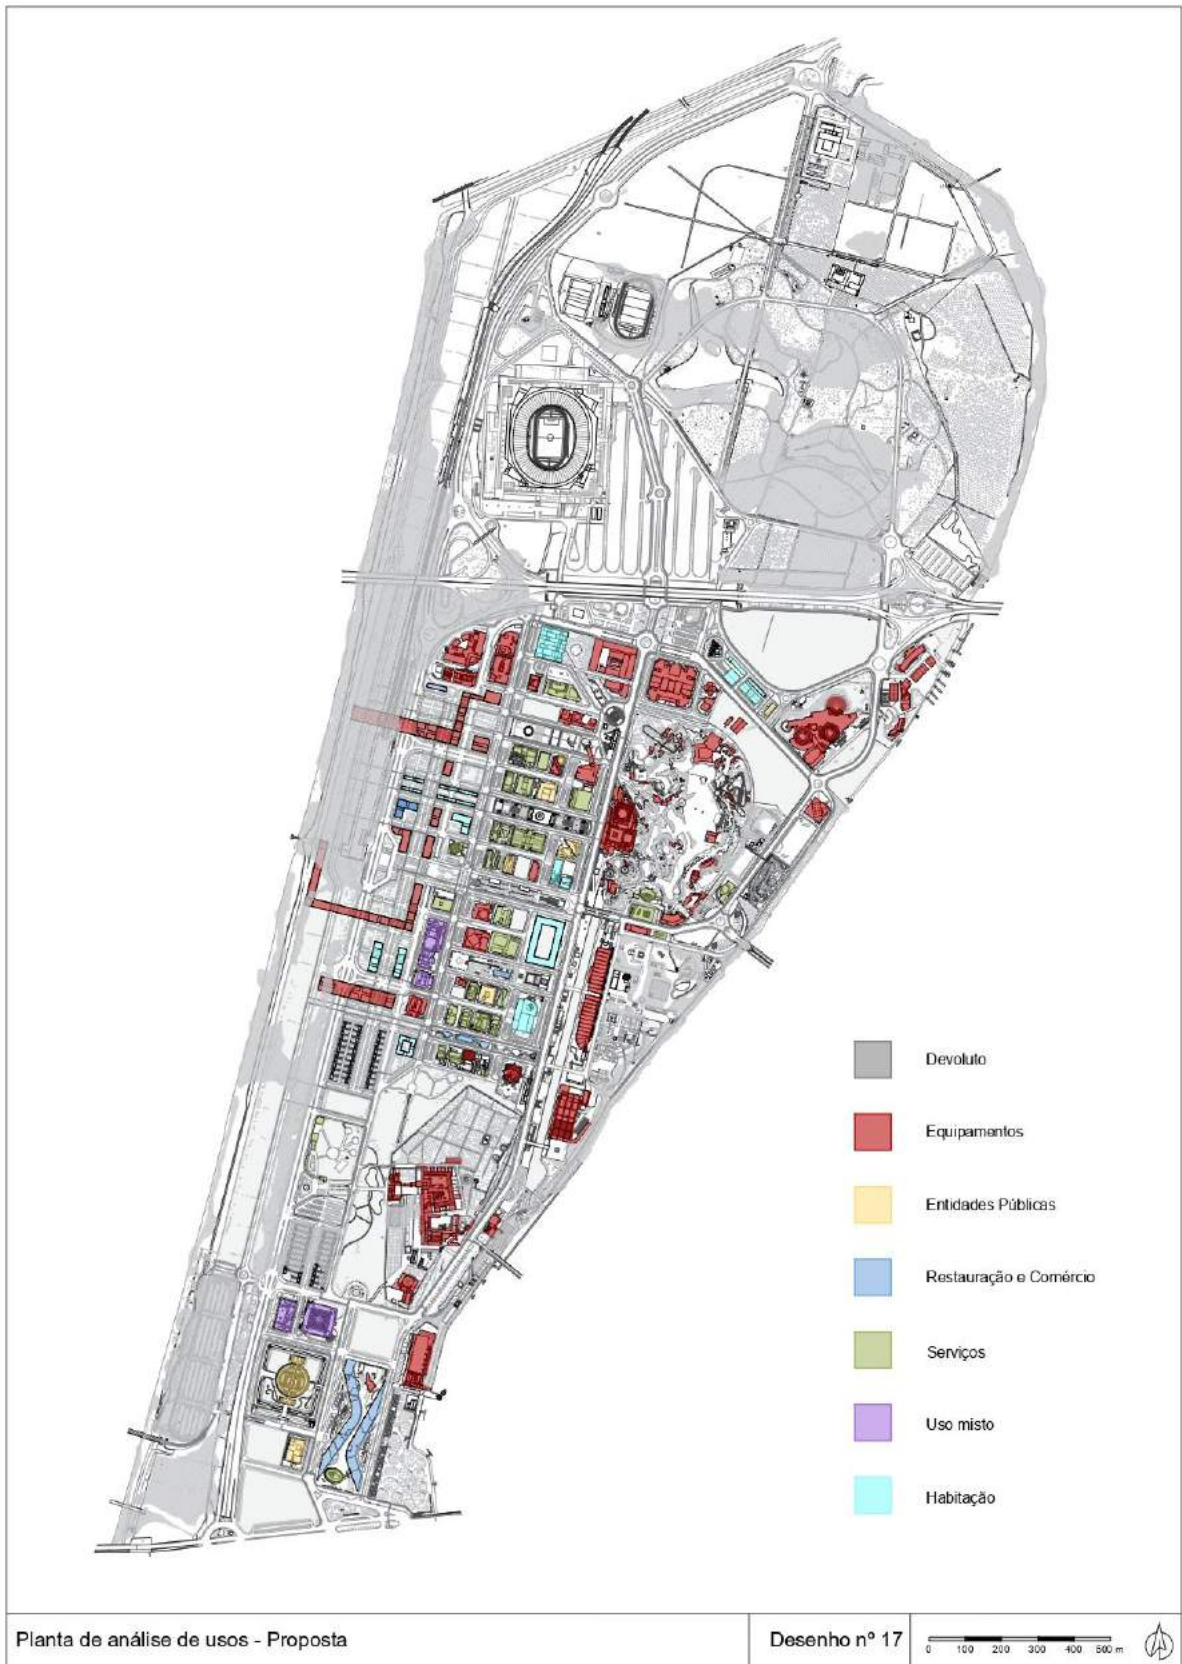 Devoluto
Equipamentos
Entidades Públicas
Restauração e Comércio
Serviços
Uso misto
Habitação
Planta de análise de usos - Proposta
Desenho nº 17
0 100 200 300 400 500 m